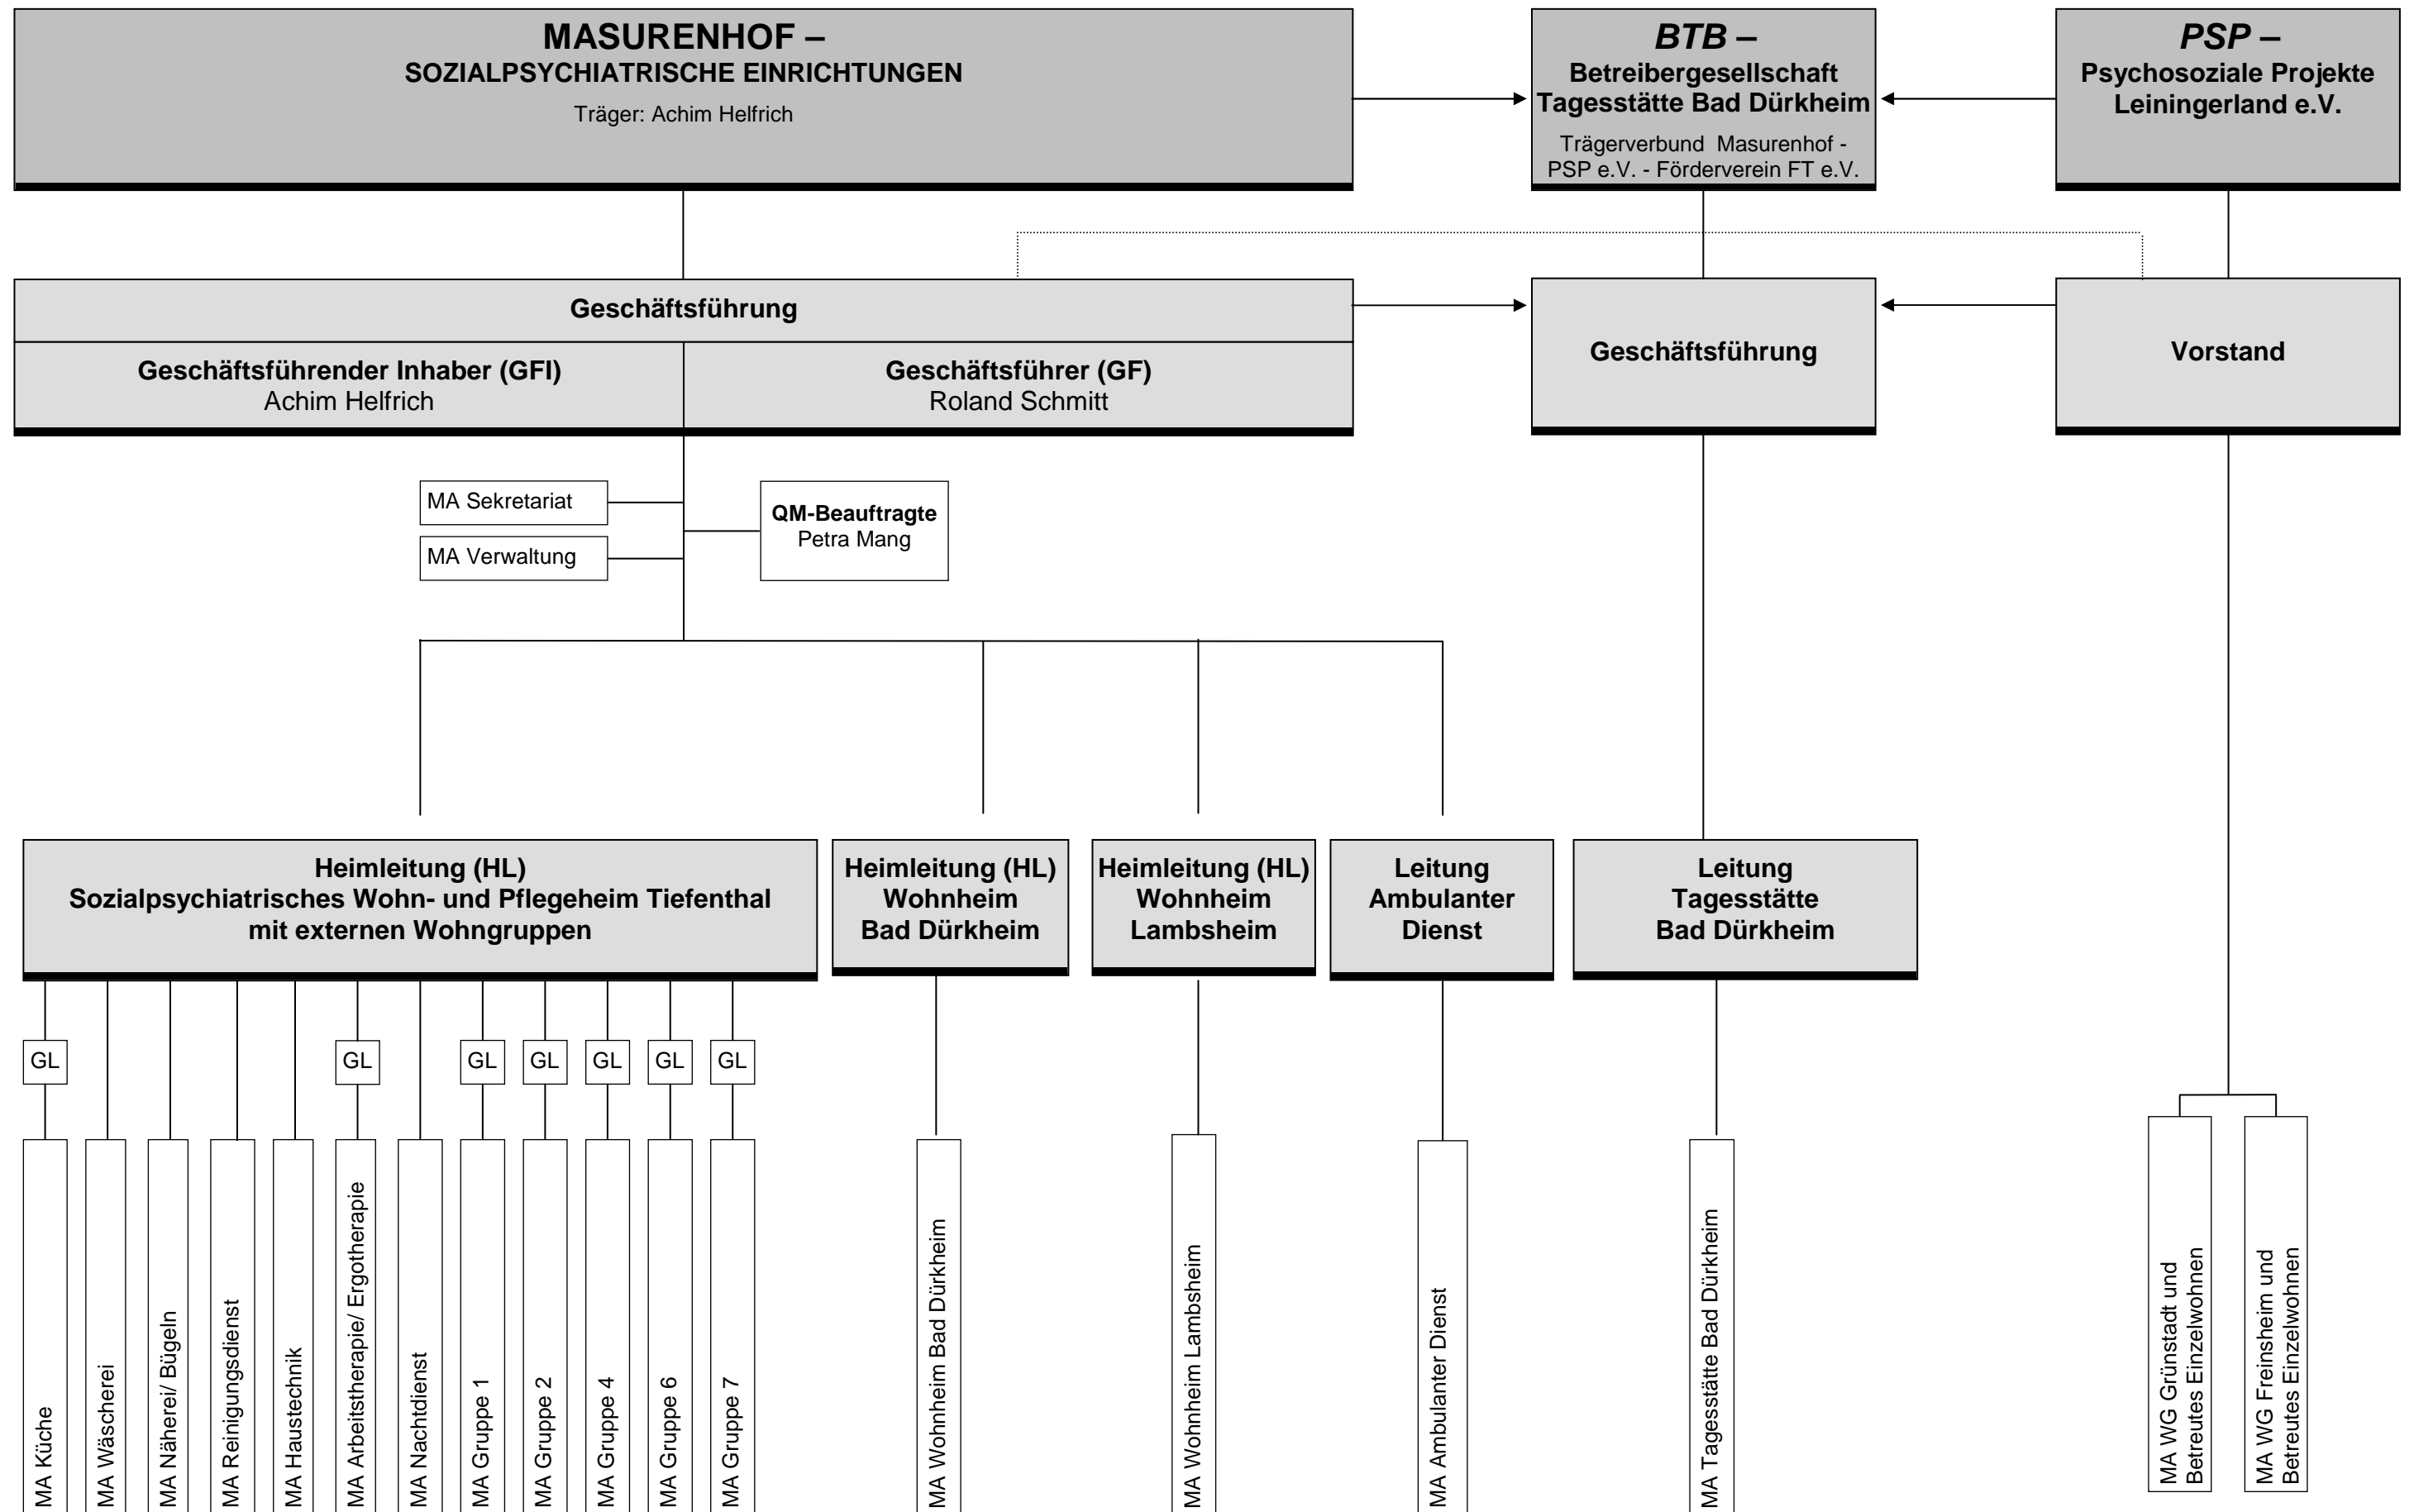 MASURENHOF –
SOZIALPSYCHIATRISCHE EINRICHTUNGEN
Träger: Achim Helfrich
BTB –
Betreibergesellschaft
Tagesstätte Bad Dürkheim
Trägerverbund Masurenhof -
PSP e.V. - Förderverein FT e.V.
PSP –
Psychosoziale Projekte
Leiningerland e.V.
Geschäftsführung
Geschäftsführender Inhaber (GFI)
Achim Helfrich
Geschäftsführer (GF)
Roland Schmitt
Geschäftsführung
Vorstand
MA Sekretariat
MA Verwaltung
QM-Beauftragte
Petra Mang
Heimleitung (HL)
Sozialpsychiatrisches Wohn- und Pflegeheim Tiefenthal
mit externen Wohngruppen
Heimleitung (HL)
Wohnheim
Bad Dürkheim
Heimleitung (HL)
Wohnheim
Lambsheim
Leitung
Ambulanter
Dienst
Leitung
Tagesstätte
Bad Dürkheim
GL
GL
GL
GL
GL
GL
GL
MA Küche
MA Wäscherei
MA Näherei/ Bügeln
MA Reinigungsdienst
MA Haustechnik
MA Arbeitstherapie/ Ergotherapie
MA Nachtdienst
MA Gruppe 1
MA Gruppe 2
MA Gruppe 4
MA Gruppe 6
MA Gruppe 7
MA Wohnheim Bad Dürkheim
MA Wohnheim Lambsheim
MA Ambulanter Dienst
MA Tagesstätte Bad Dürkheim
MA WG Grünstadt und
Betreutes Einzelwohnen
MA WG Freinsheim und
Betreutes Einzelwohnen